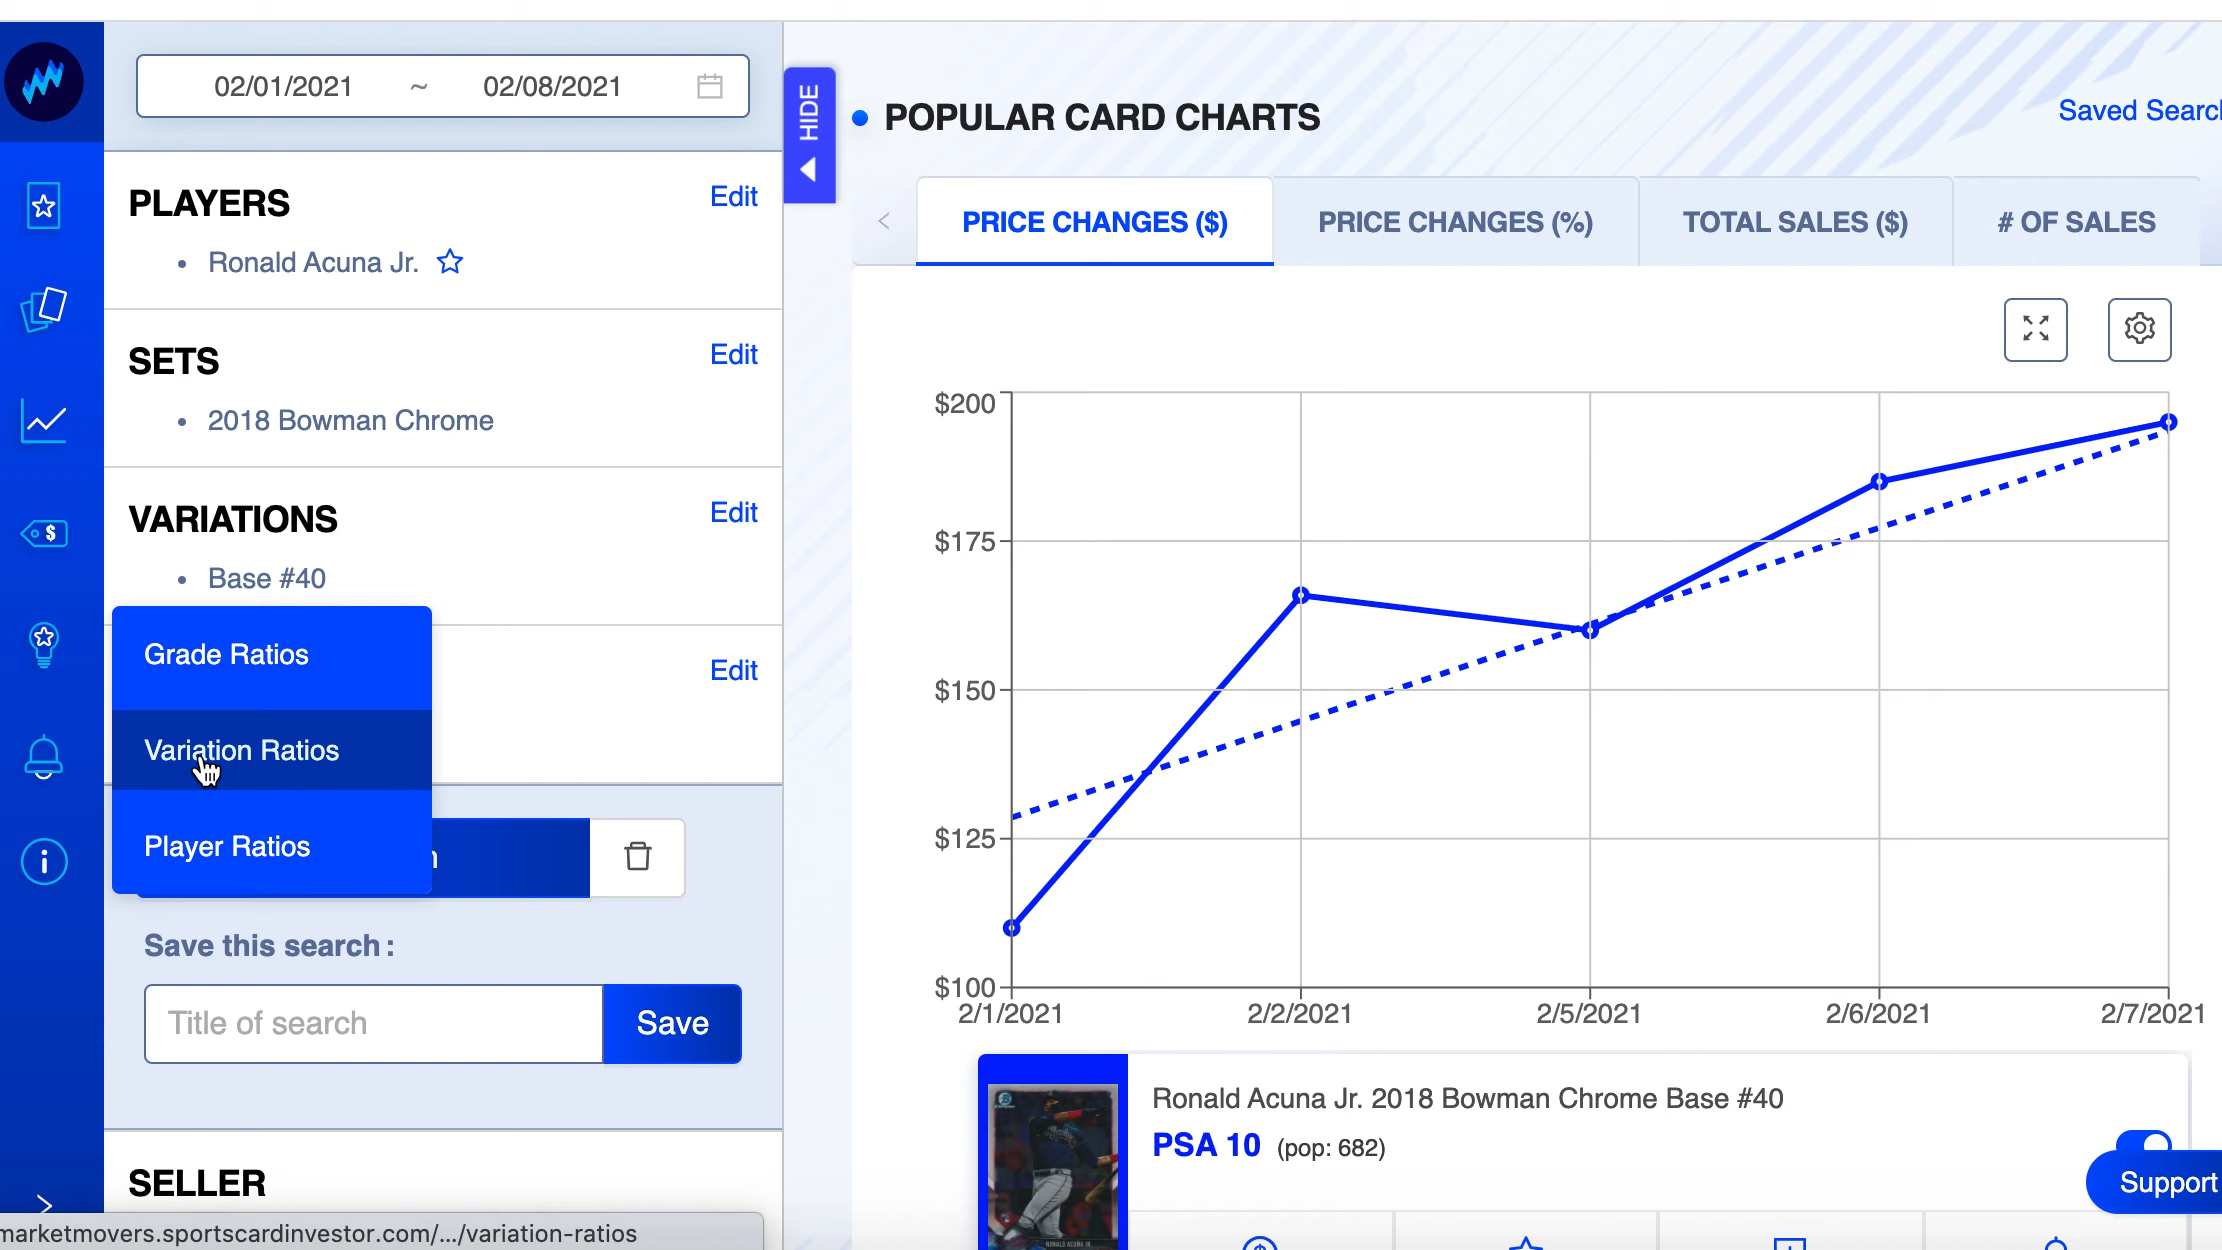 02/01/2021 ~ 02/08/2021
HIDE
PLAYERS
Edit
Ronald Acuna Jr.
SETS
Edit
2018 Bowman Chrome
VARIATIONS
Edit
Base #40
Edit
Grade Ratios
Variation Ratios
Player Ratios
Save this search :
Title of search
Save
SELLER
marketmovers.sportscardinvestor.com/.../variation-ratios
POPULAR CARD CHARTS
Saved Search
PRICE CHANGES ($)
PRICE CHANGES (%)
TOTAL SALES ($)
# OF SALES
$200
$175
$150
$125
$100
2/1/2021
2/2/2021
2/5/2021
2/6/2021
2/7/2021
Ronald Acuna Jr. 2018 Bowman Chrome Base #40
PSA 10 (pop: 682)
RONALD ACUÑA JR.
Support